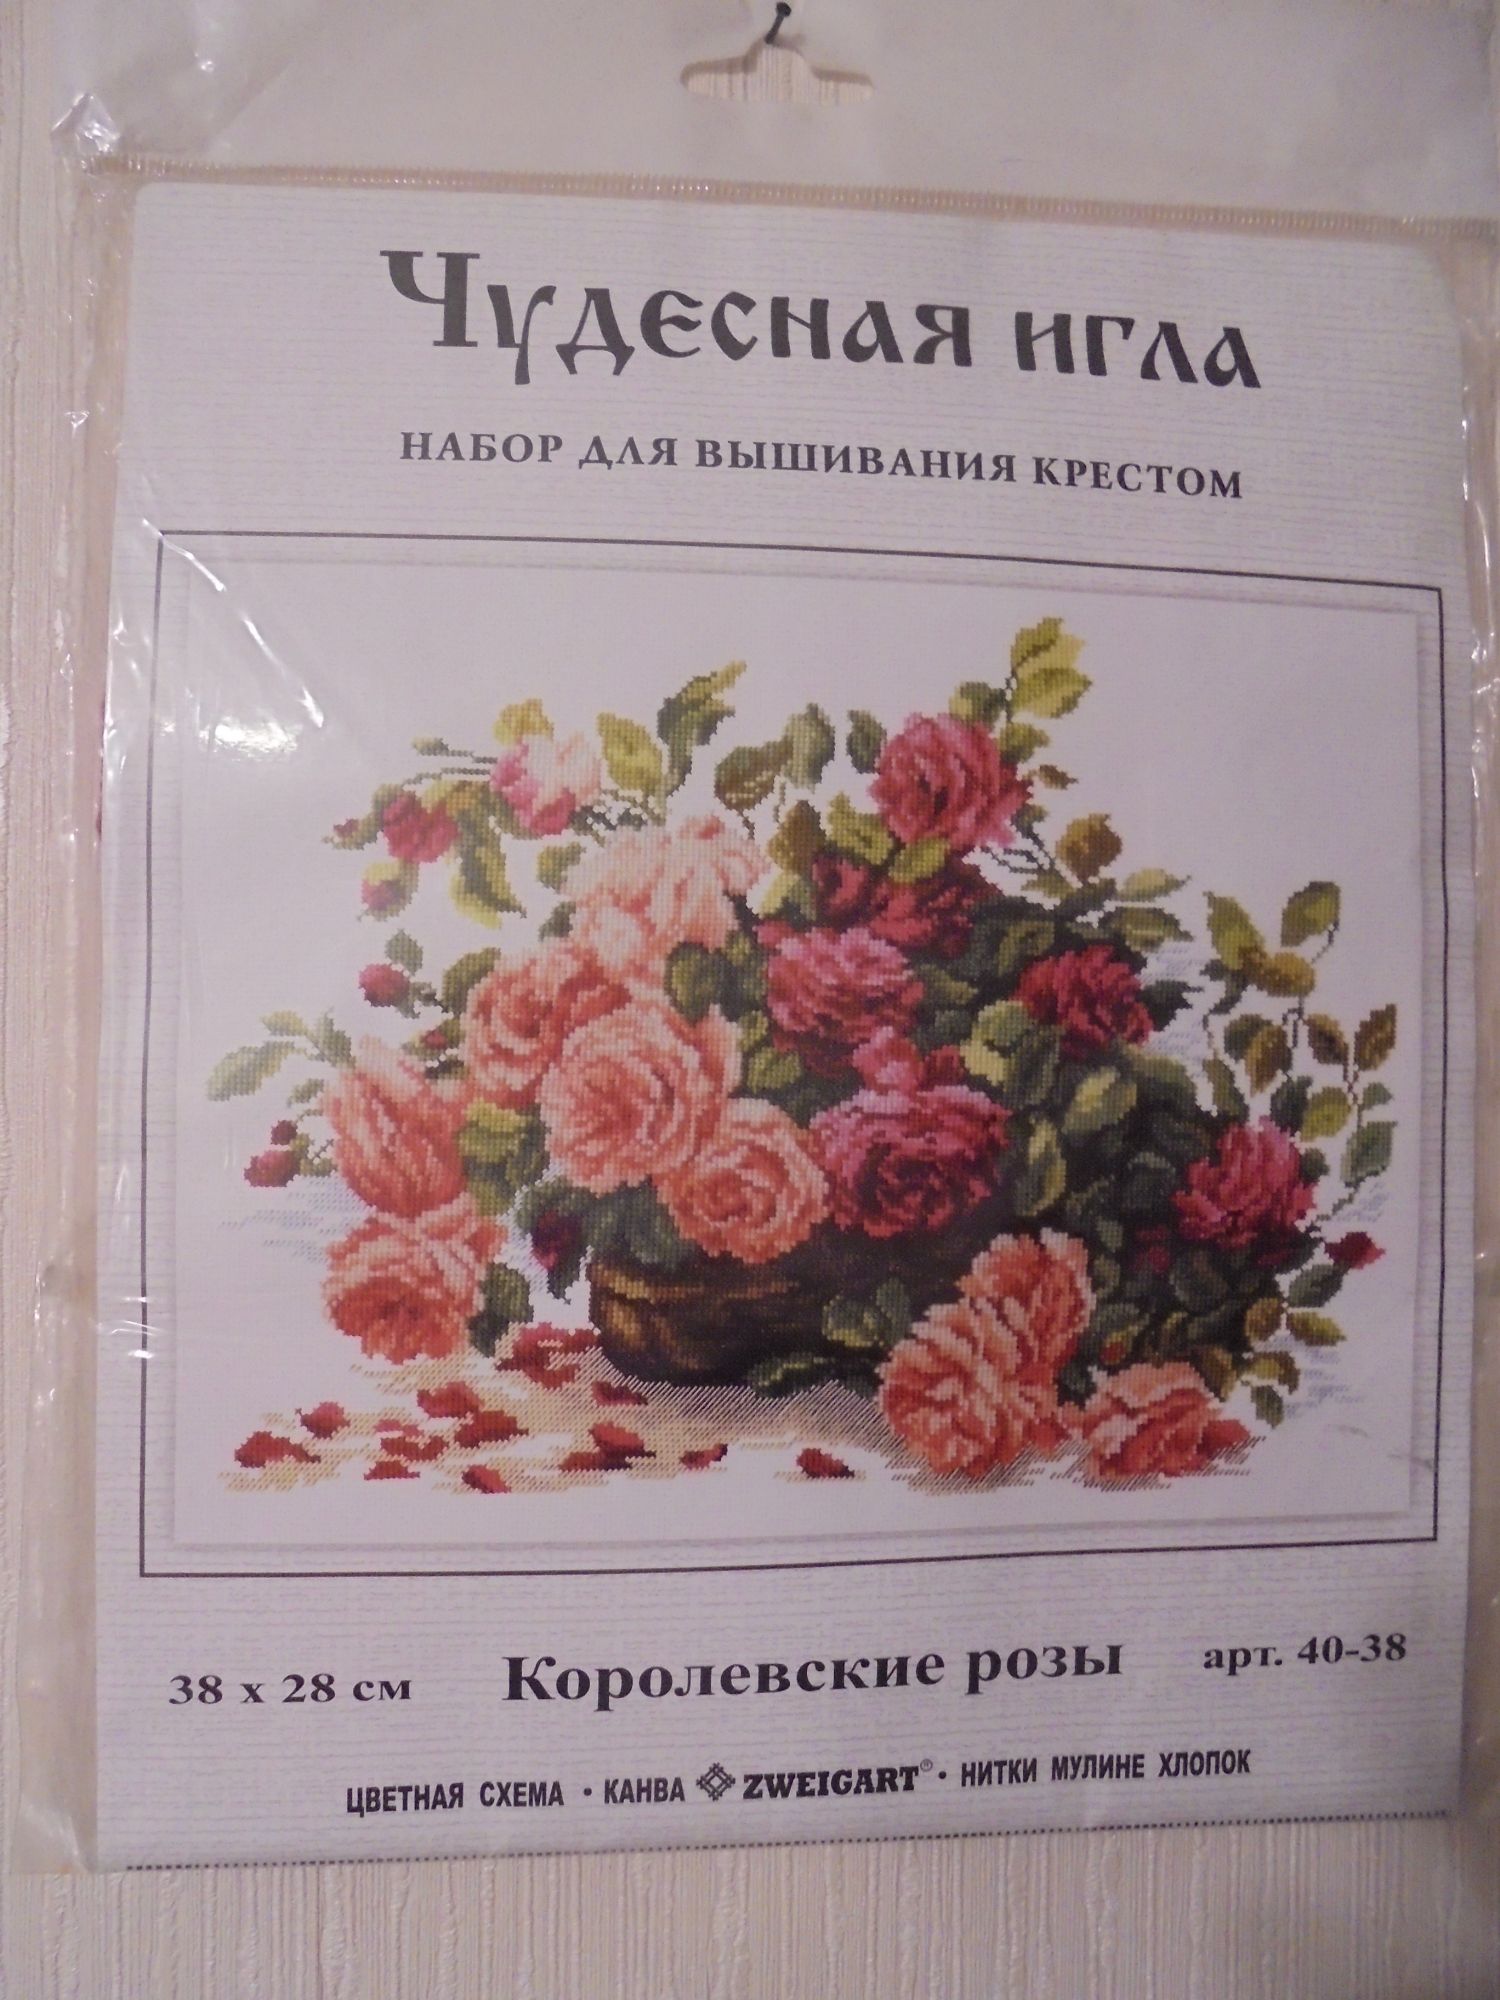 Чудесная игла
НАБОР ДЛЯ ВЫШИВАНИЯ КРЕСТОМ
38 х 28 см Королевские розы арт. 40-38
ЦВЕТНАЯ СХЕМА • КАНВА ZWEIGART® • НИТКИ МУЛИНЕ ХЛОПОК